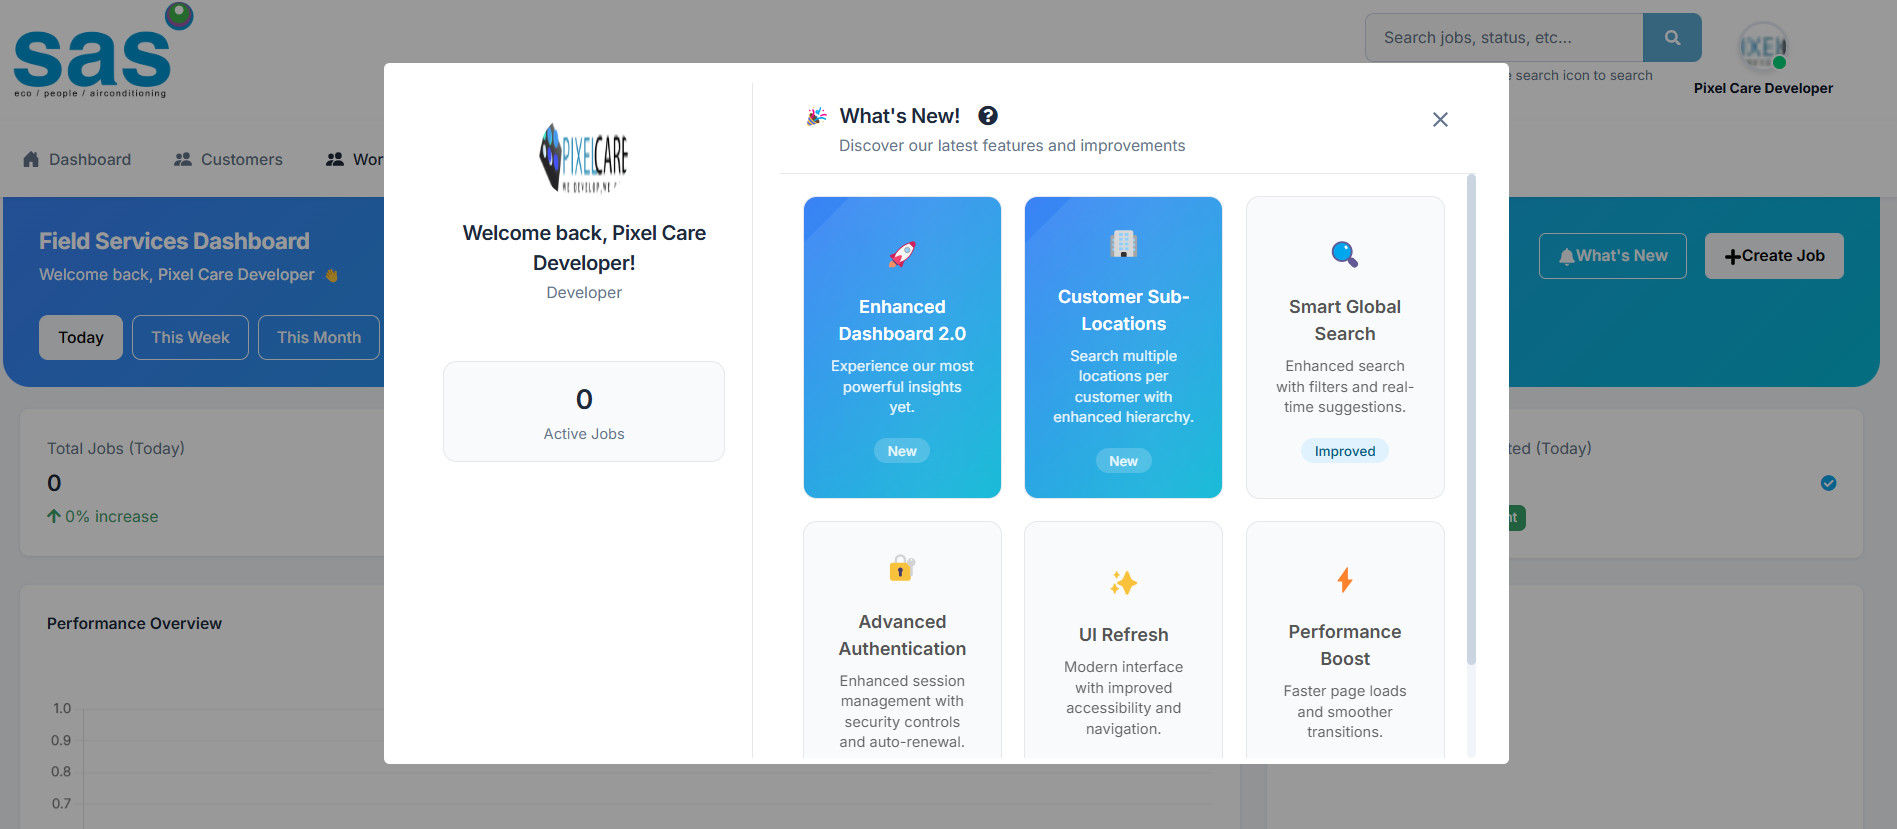 sas
eco / people / airconditioning
Search jobs, status, etc...
search icon to search
Pixel Care Developer
Dashboard
Customers
Wor
Field Services Dashboard
Welcome back, Pixel Care Developer
Today
This Week
This Month
What's New
Create Job
Total Jobs (Today)
0
0% increase
ted (Today)
nt
Performance Overview
1.0
0.9
0.8
0.7
PIXELCARE
WE DEVELOP, WE
Welcome back, Pixel Care
Developer!
Developer
0
Active Jobs
What's New!
Discover our latest features and improvements
Enhanced
Dashboard 2.0
Experience our most
powerful insights
yet.
New
Customer Sub-
Locations
Search multiple
locations per
customer with
enhanced hierarchy.
New
Smart Global
Search
Enhanced search
with filters and real-
time suggestions.
Improved
Advanced
Authentication
Enhanced session
management with
security controls
and auto-renewal.
UI Refresh
Modern interface
with improved
accessibility and
navigation.
Performance
Boost
Faster page loads
and smoother
transitions.